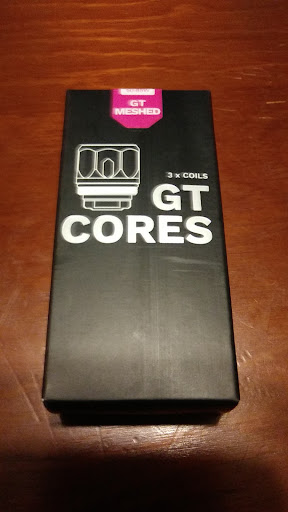 GT
MESHED
3 x COILS
GT
CORES